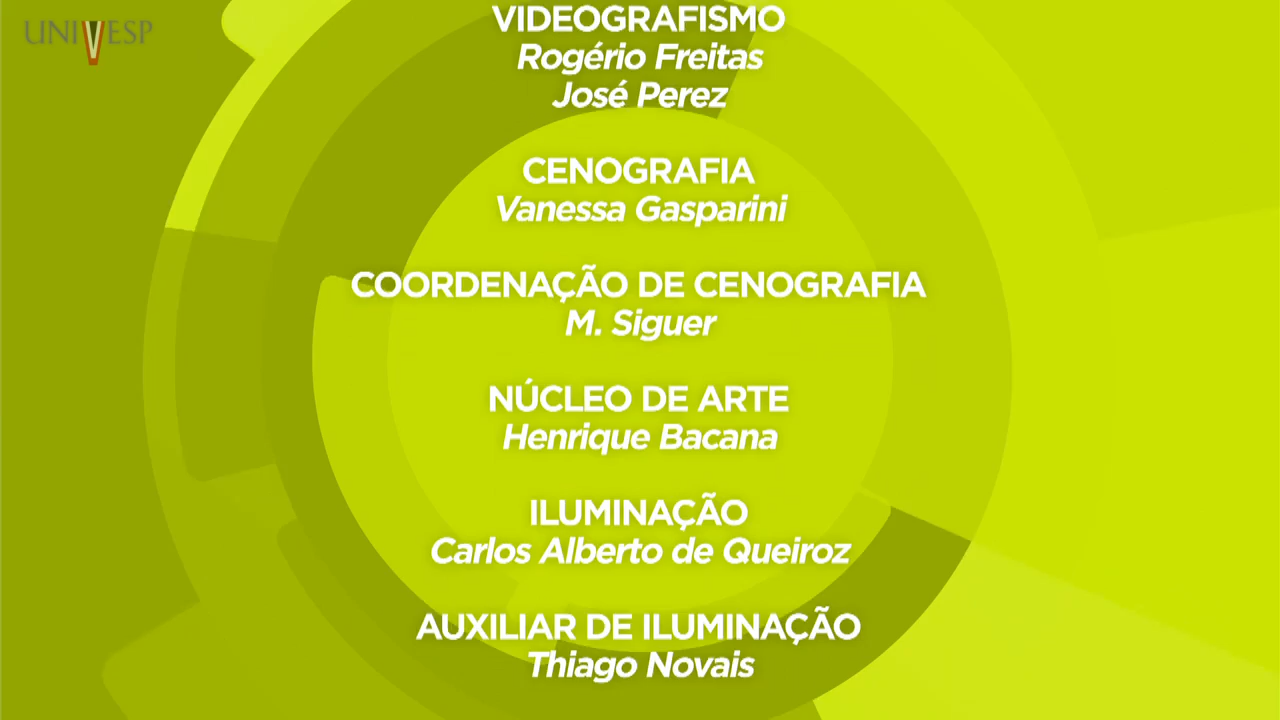 UNIVESP
VIDEOGRAFISMO
Rogério Freitas
José Perez
CENOGRAFIA
Vanessa Gasparini
COORDENAÇÃO DE CENOGRAFIA
M. Siguer
NÚCLEO DE ARTE
Henrique Bacana
ILUMINAÇÃO
Carlos Alberto de Queiroz
AUXILIAR DE ILUMINAÇÃO
Thiago Novais